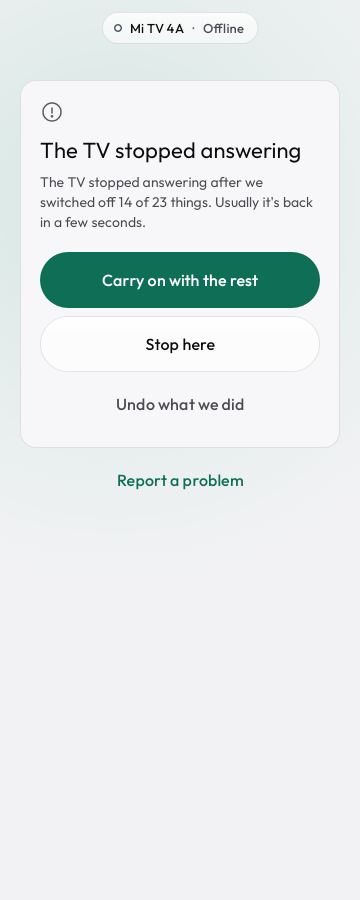 Mi TV 4A · Offline
The TV stopped answering
The TV stopped answering after we
switched off 14 of 23 things. Usually it's back
in a few seconds.
Carry on with the rest
Stop here
Undo what we did
Report a problem